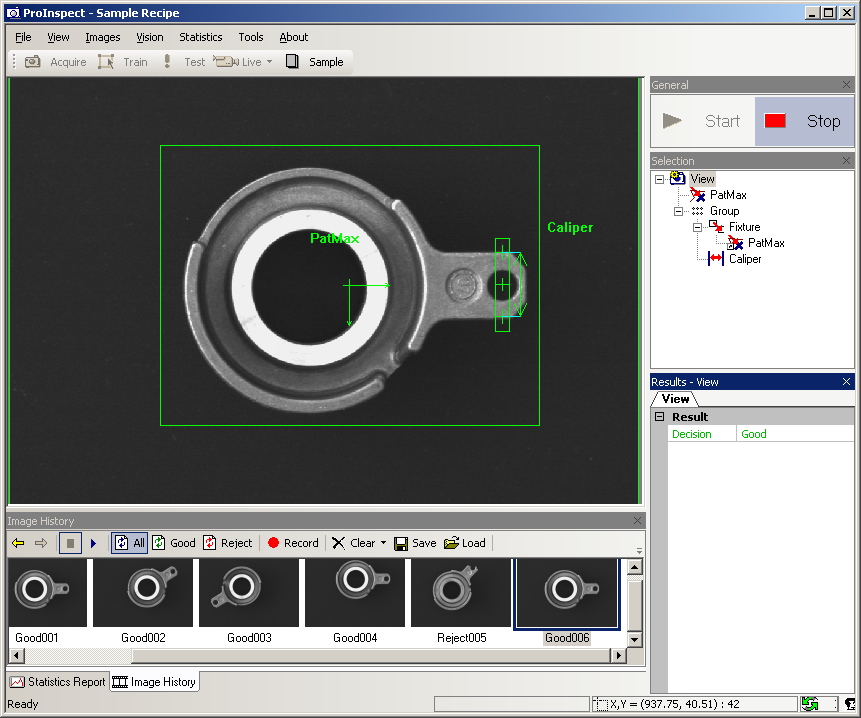 ProInspect - Sample Recipe
File View Images Vision Statistics Tools About
Acquire Train Test Live Sample
PatMax
Caliper
General
Start Stop
Selection
View
PatMax
Group
Fixture
PatMax
Caliper
Results - View
View
Result
Decision Good
Image History
All Good Reject Record Clear Save Load
Good001 Good002 Good003 Good004 Reject005 Good006
Statistics Report Image History
Ready X,Y = (937.75, 40.51) : 42